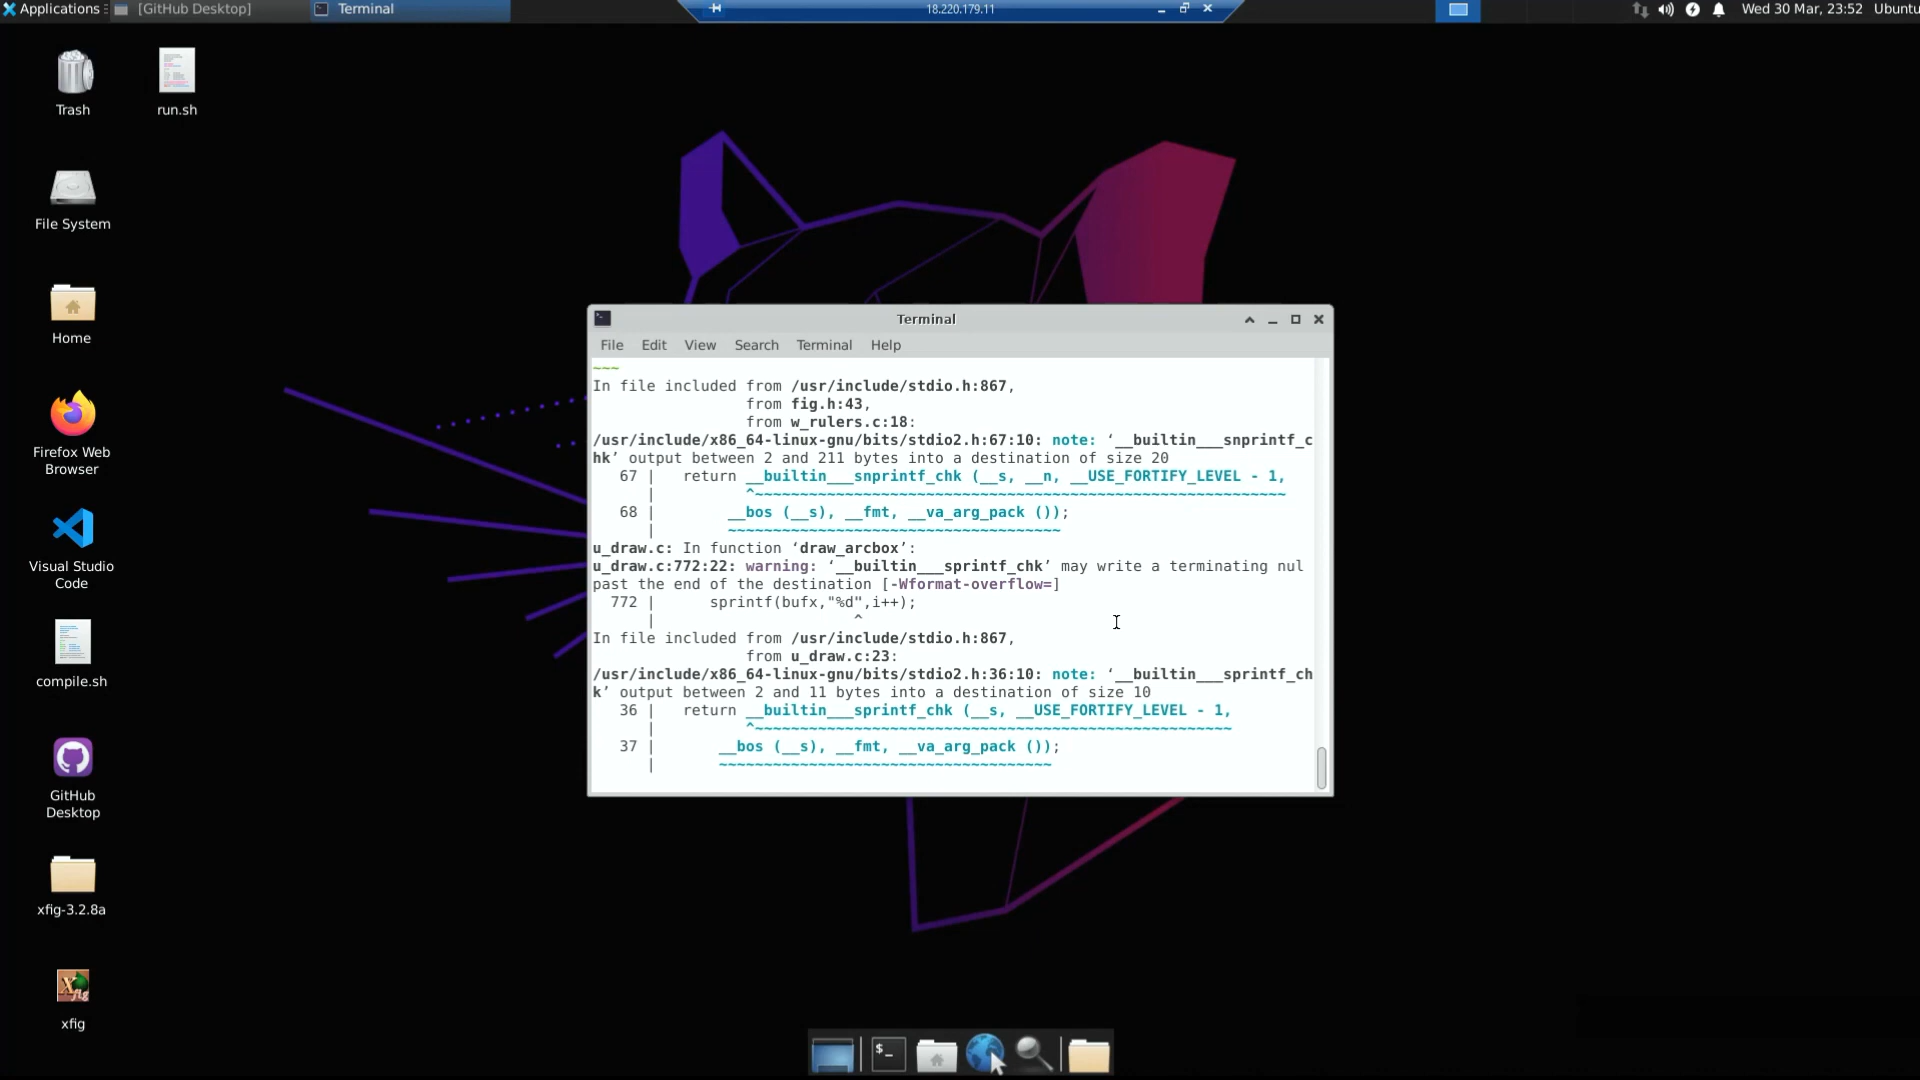 Applications
[GitHub Desktop]
Terminal
18.220.179.11
Wed 30 Mar, 23:52
Ubuntu
Trash
run.sh
File System
Home
Firefox Web
Browser
Visual Studio
Code
compile.sh
GitHub
Desktop
xfig-3.2.8a
xfig
Terminal
File Edit View Search Terminal Help
~~~
In file included from /usr/include/stdio.h:867,
from fig.h:43,
from w_rulers.c:18:
/usr/include/x86_64-linux-gnu/bits/stdio2.h:67:10: note: ‘__builtin___snprintf_c
hk’ output between 2 and 211 bytes into a destination of size 20
67 |   return __builtin___snprintf_chk (__s, __n, __USE_FORTIFY_LEVEL - 1,
|          ^~~~~~~~~~~~~~~~~~~~~~~~~~~~~~~~~~~~~~~~~~~~~~~~~~~~~~~~~~~~
68 |        __bos (__s), __fmt, __va_arg_pack ());
|        ~~~~~~~~~~~~~~~~~~~~~~~~~~~~~~~~~~~~~
u_draw.c: In function ‘draw_arcbox’:
u_draw.c:772:22: warning: ‘__builtin___sprintf_chk’ may write a terminating nul
past the end of the destination [-Wformat-overflow=]
772 |      sprintf(bufx,"%d",i++);
|                      ^
In file included from /usr/include/stdio.h:867,
from u_draw.c:23:
/usr/include/x86_64-linux-gnu/bits/stdio2.h:36:10: note: ‘__builtin___sprintf_ch
k’ output between 2 and 11 bytes into a destination of size 10
36 |   return __builtin___sprintf_chk (__s, __USE_FORTIFY_LEVEL - 1,
|          ^~~~~~~~~~~~~~~~~~~~~~~~~~~~~~~~~~~~~~~~~~~~~~~~~~~~~~
37 |       __bos (__s), __fmt, __va_arg_pack ());
|       ~~~~~~~~~~~~~~~~~~~~~~~~~~~~~~~~~~~~~